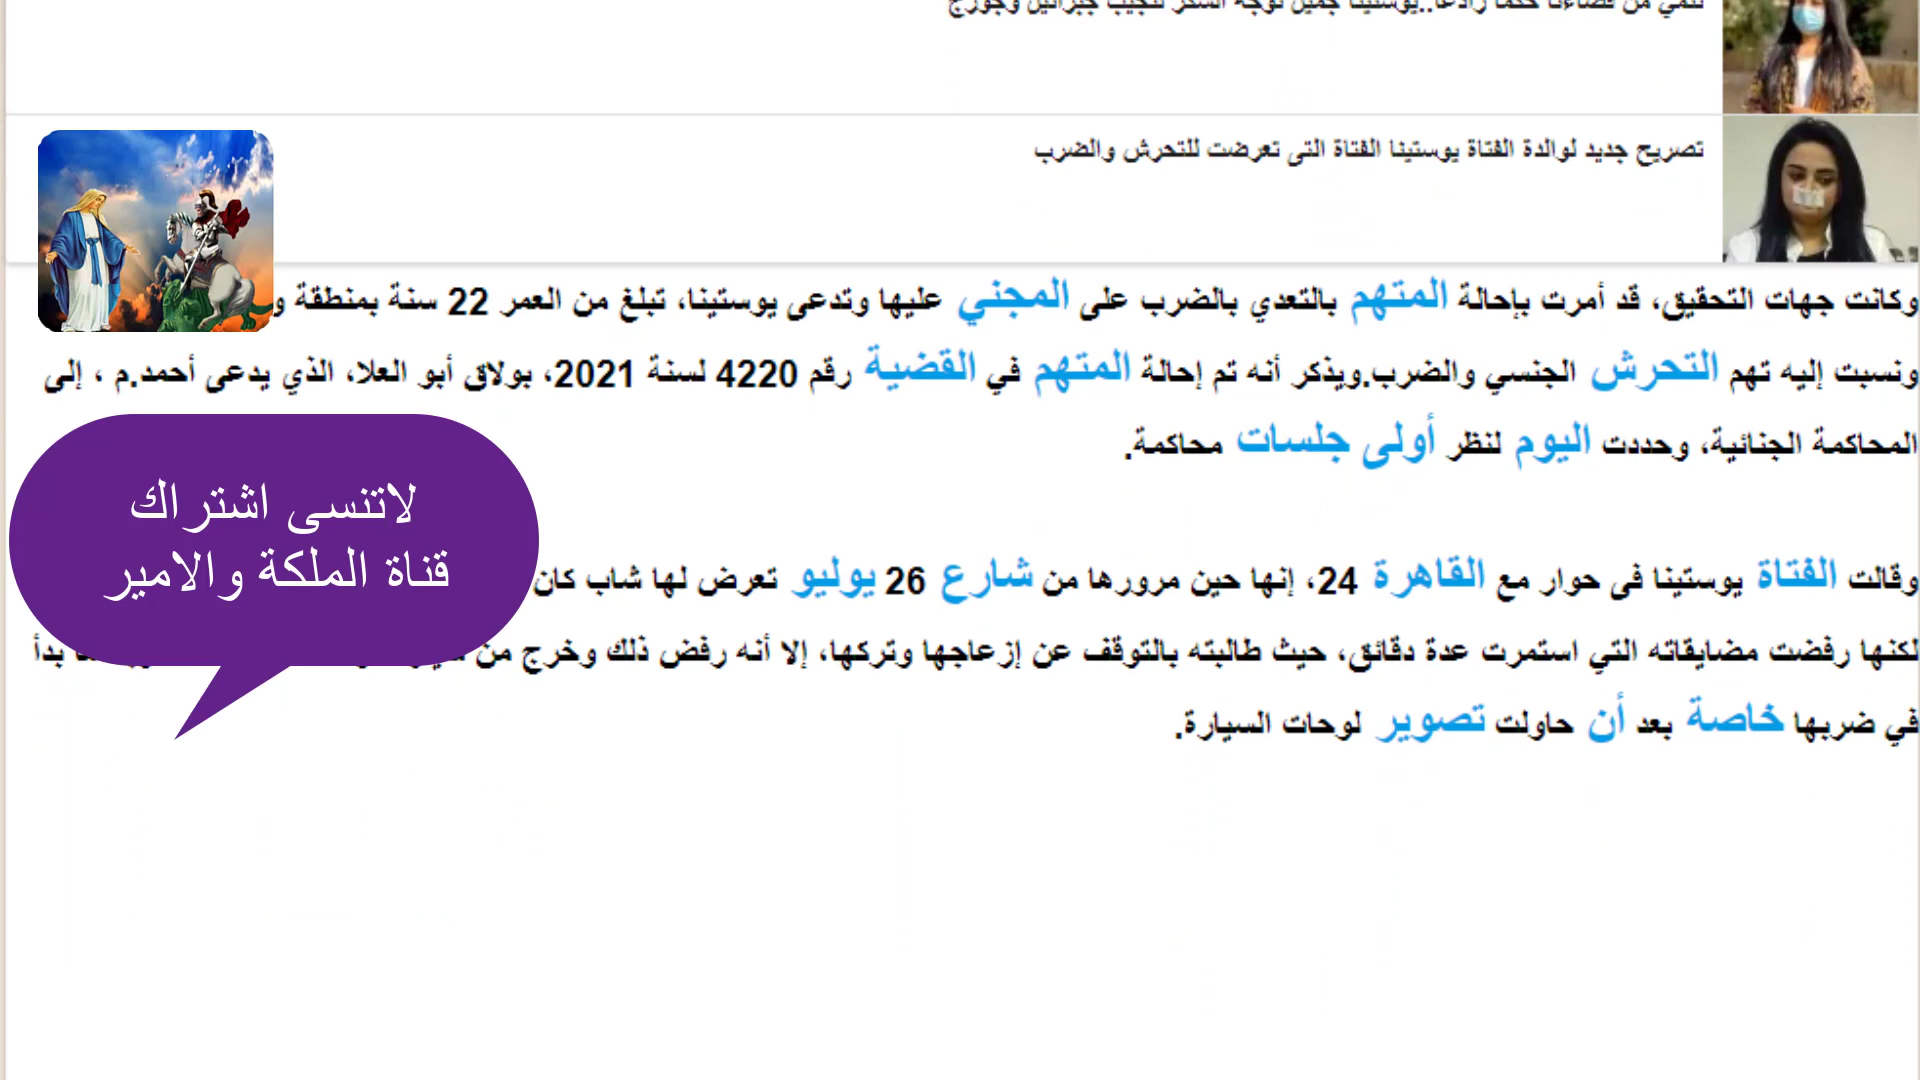 تصريح جديد لوالدة الفتاة يوستينا الفتاة التى تعرضت للتحرش والضرب
وكانت جهات التحقيق، قد أمرت بإحالة المتهم بالتعدي بالضرب على المجني عليها وتدعى يوستينا، تبلغ من العمر 22 سنة بمنطقة
ونسبت إليه تهم التحرش الجنسي والضرب.ويذكر أنه تم إحالة المتهم في القضية رقم 4220 لسنة 2021، بولاق أبو العلا، الذي يدعى أحمد.م ، إلى
المحاكمة الجنائية، وحددت اليوم لنظر أولى جلسات محاكمة.
لاتنسى اشتراك
قناة الملكة والامير
وقالت الفتاة يوستينا فى حوار مع القاهرة 24، إنها حين مرورها من شارع 26 يوليو تعرض لها شاب كان
لكنها رفضت مضايقاته التي استمرت عدة دقائق، حيث طالبته بالتوقف عن إزعاجها وتركها، إلا أنه رفض ذلك وخرج من بدأ
في ضربها خاصة بعد أن حاولت تصوير لوحات السيارة.